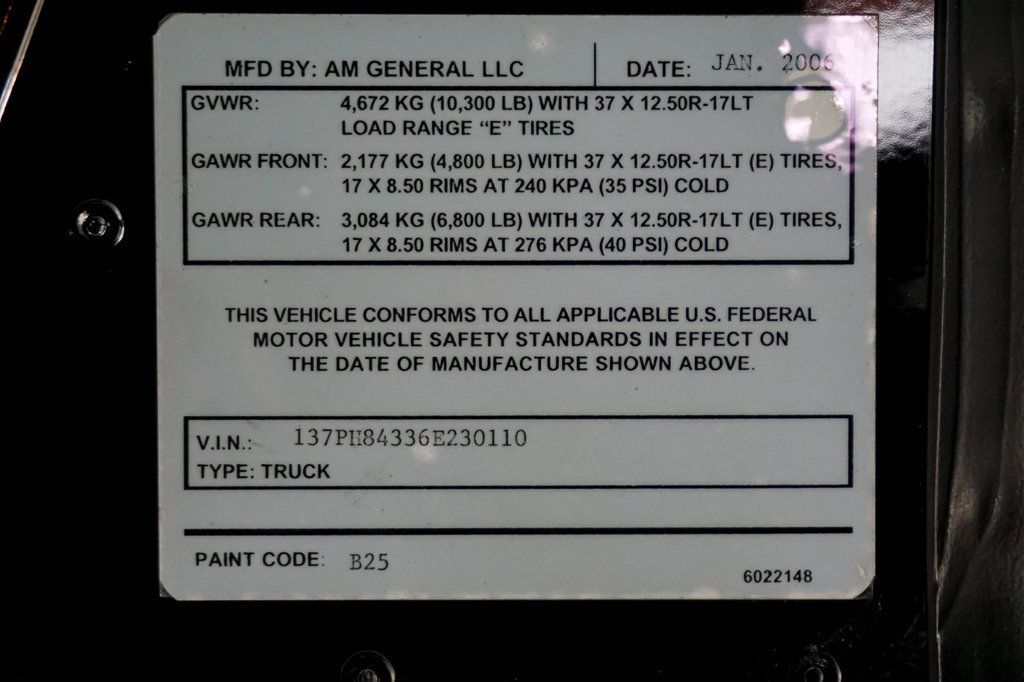 MFD BY: AM GENERAL LLC DATE: JAN. 2006
GVWR: 4,672 KG (10,300 LB) WITH 37 X 12.50R-17LT
LOAD RANGE “E” TIRES
GAWR FRONT: 2,177 KG (4,800 LB) WITH 37 X 12.50R-17LT (E) TIRES,
17 X 8.50 RIMS AT 240 KPA (35 PSI) COLD
GAWR REAR: 3,084 KG (6,800 LB) WITH 37 X 12.50R-17LT (E) TIRES,
17 X 8.50 RIMS AT 276 KPA (40 PSI) COLD
THIS VEHICLE CONFORMS TO ALL APPLICABLE U.S. FEDERAL
MOTOR VEHICLE SAFETY STANDARDS IN EFFECT ON
THE DATE OF MANUFACTURE SHOWN ABOVE.
V.I.N.: 137PH84336E230110
TYPE: TRUCK
PAINT CODE: B25
6022148